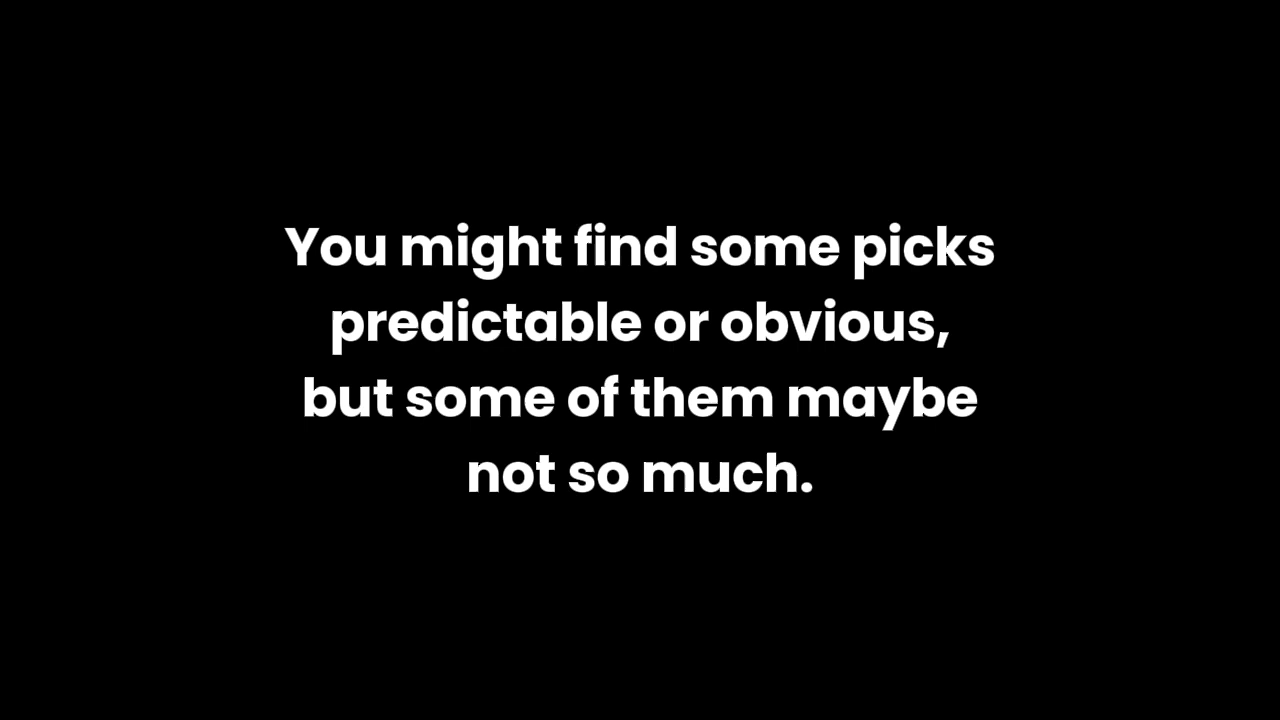 You might find some picks
predictable or obvious,
but some of them maybe
not so much.